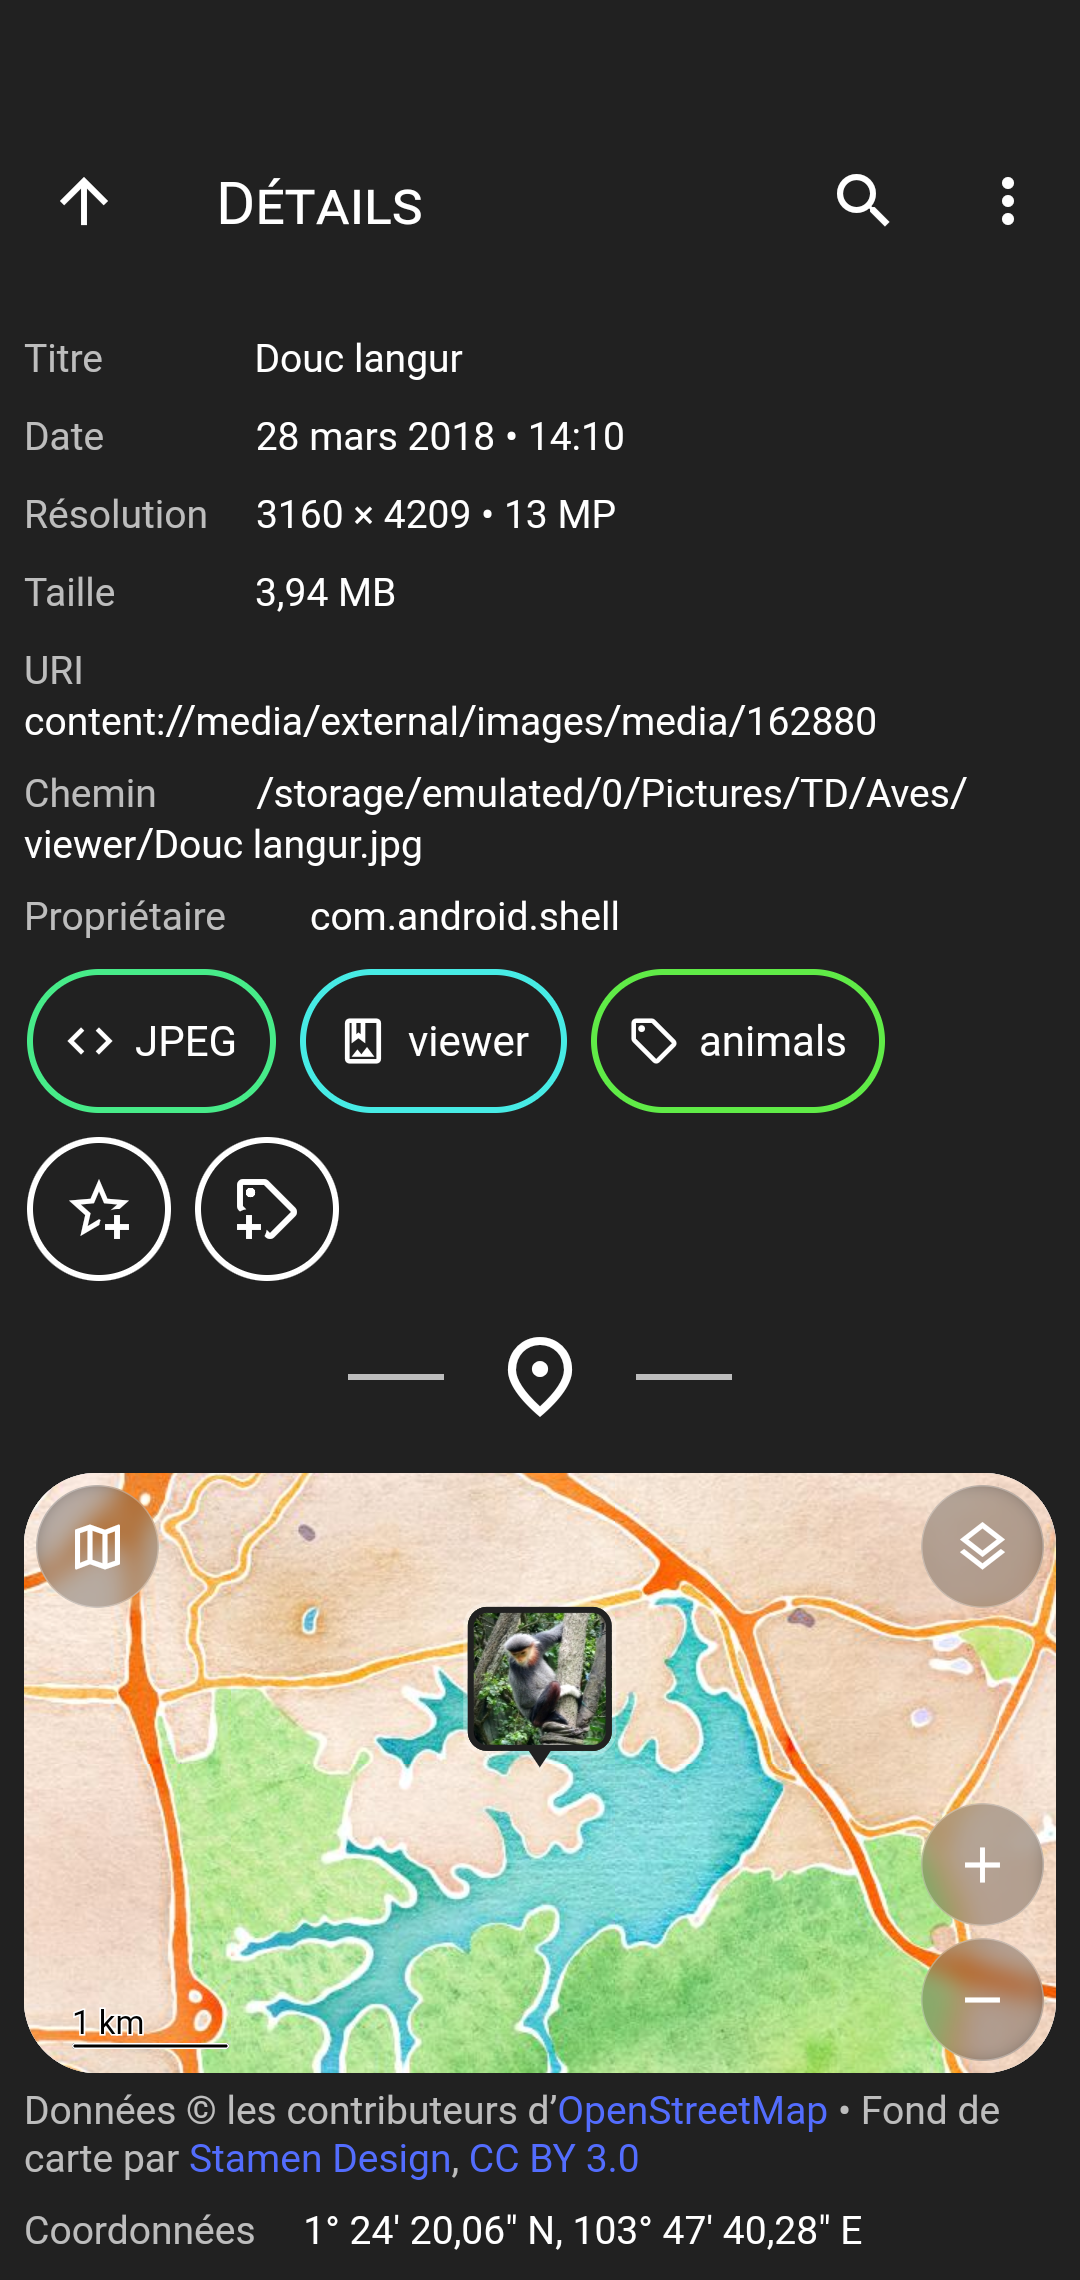 DÉTAILS
Titre Douc langur
Date 28 mars 2018 • 14:10
Résolution 3160 × 4209 • 13 MP
Taille 3,94 MB
URI
content://media/external/images/media/162880
Chemin /storage/emulated/0/Pictures/TD/Aves/
viewer/Douc langur.jpg
Propriétaire com.android.shell
JPEG viewer animals
1 km
Données © les contributeurs d’OpenStreetMap • Fond de
carte par Stamen Design, CC BY 3.0
Coordonnées 1° 24' 20,06" N, 103° 47' 40,28" E